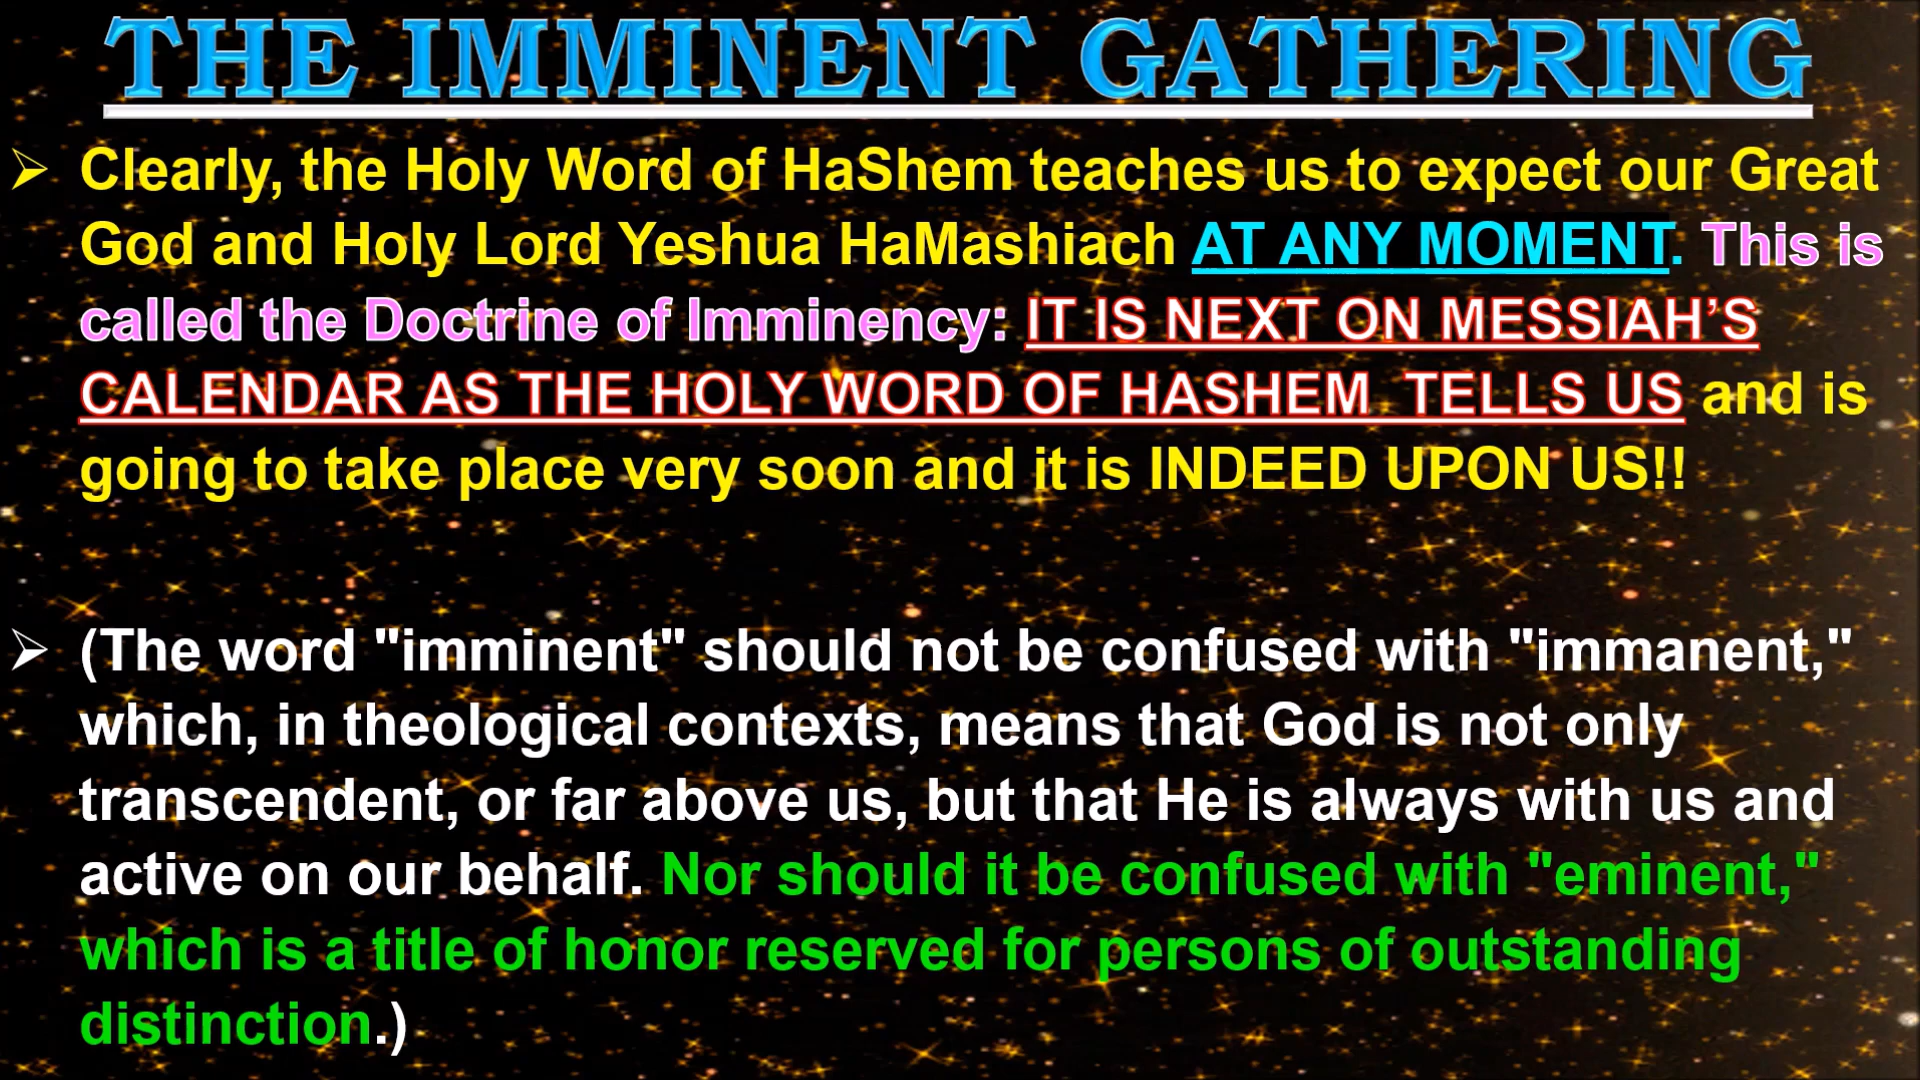 THE IMMINENT GATHERING
➢ Clearly, the Holy Word of HaShem teaches us to expect our Great
God and Holy Lord Yeshua HaMashiach AT ANY MOMENT. This is
called the Doctrine of Imminency: IT IS NEXT ON MESSIAH’S
CALENDAR AS THE HOLY WORD OF HASHEM  TELLS US and is
going to take place very soon and it is INDEED UPON US!!
➢ (The word "imminent" should not be confused with "immanent,"
which, in theological contexts, means that God is not only
transcendent, or far above us, but that He is always with us and
active on our behalf. Nor should it be confused with "eminent,"
which is a title of honor reserved for persons of outstanding
distinction.)